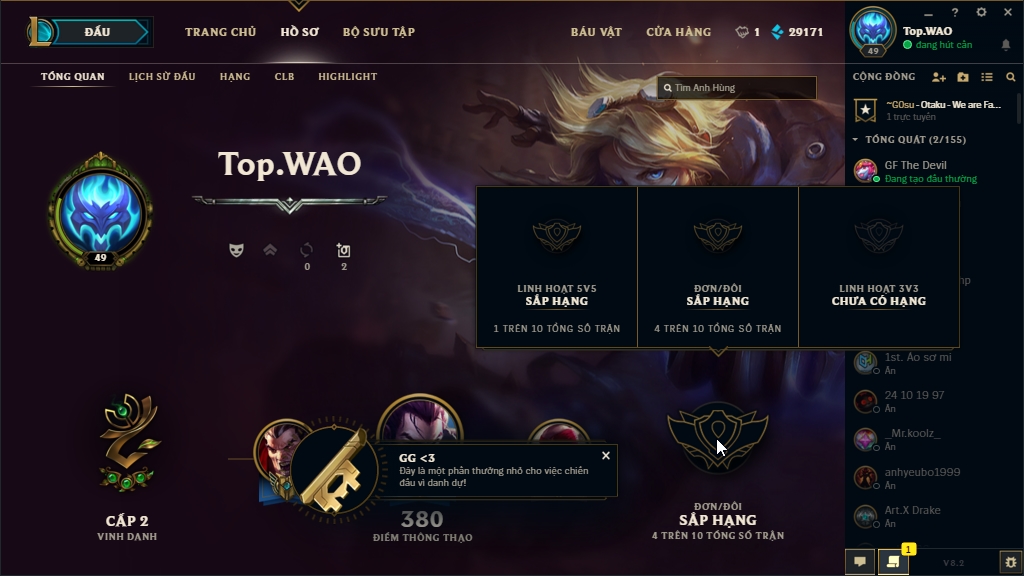 ĐẤU
TRANG CHỦ
HỒ SƠ
BỘ SƯU TẬP
BÁU VẬT
CỬA HÀNG
1
29171
?
Top.WAO
49
đang hút cần
TỔNG QUAN
LỊCH SỬ ĐẤU
HẠNG
CLB
HIGHLIGHT
Tìm Anh Hùng
CỘNG ĐỒNG
~G0su - Otaku - We are Fa...
1 trực tuyến
TỔNG QUÁT (2/155)
GF The Devil
Đang tạo đấu thường
Top.WAO
49
0
2
LINH HOẠT 5V5
SẮP HẠNG
1 TRÊN 10 TỔNG SỐ TRẬN
ĐƠN/ĐÔI
SẮP HẠNG
4 TRÊN 10 TỔNG SỐ TRẬN
LINH HOẠT 3V3
CHƯA CÓ HẠNG
1st. Áo sơ mi
Ẩn
24 10 19 97
Ẩn
_Mr.koolz_
Ẩn
anhyeubo1999
Ẩn
Art.X Drake
Ẩn
CẤP 2
VINH DANH
GG <3
Đây là một phần thưởng nhỏ cho việc chiến
đấu vì danh dự!
380
ĐIỂM THÔNG THẠO
ĐƠN/ĐÔI
SẮP HẠNG
4 TRÊN 10 TỔNG SỐ TRẬN
1
V8.2